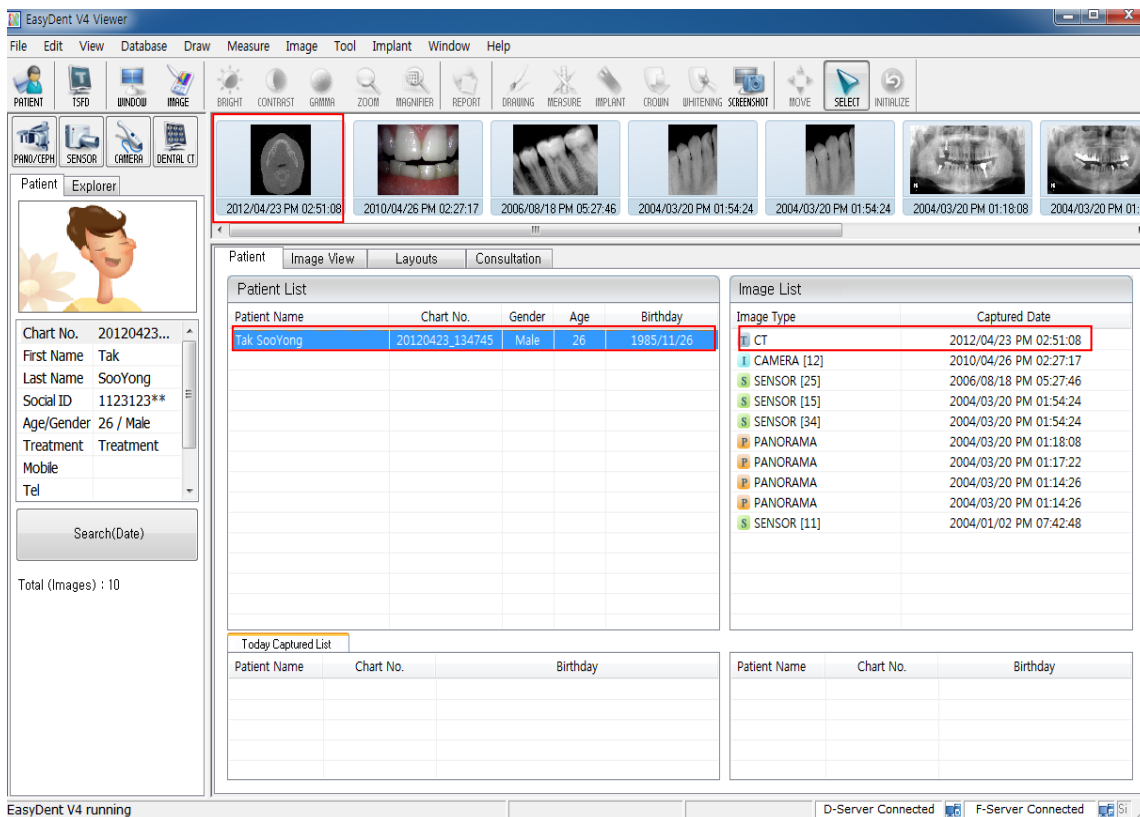 EasyDent V4 Viewer
File Edit View Database Draw Measure Image Tool Implant Window Help
PATIENT TSFD WINDOW IMAGE BRIGHT CONTRAST GAMMA ZOOM MAGNIFIER REPORT DRAWING MEASURE IMPLANT CROWN WHITENING SCREENSHOT MOVE SELECT INITIALIZE
PANO/CEPH SENSOR CAMERA DENTAL CT
2012/04/23 PM 02:51:08 2010/04/26 PM 02:27:17 2006/08/18 PM 05:27:46 2004/03/20 PM 01:54:24 2004/03/20 PM 01:54:24 2004/03/20 PM 01:18:08 2004/03/20 PM 01:
Patient Explorer
Chart No. 20120423...
First Name Tak
Last Name SooYong
Social ID 1123123**
Age/Gender 26 / Male
Treatment Treatment
Mobile
Tel
Search(Date)
Total (Images) : 10
Patient Image View Layouts Consultation
Patient List
Patient Name Chart No. Gender Age Birthday
Tak SooYong 20120423_134745 Male 26 1985/11/26
Image List
Image Type Captured Date
T CT 2012/04/23 PM 02:51:08
I CAMERA [12] 2010/04/26 PM 02:27:17
S SENSOR [25] 2006/08/18 PM 05:27:46
S SENSOR [15] 2004/03/20 PM 01:54:24
S SENSOR [34] 2004/03/20 PM 01:54:24
P PANORAMA 2004/03/20 PM 01:18:08
P PANORAMA 2004/03/20 PM 01:17:22
P PANORAMA 2004/03/20 PM 01:14:26
P PANORAMA 2004/03/20 PM 01:14:26
S SENSOR [11] 2004/01/02 PM 07:42:48
Today Captured List
Patient Name Chart No. Birthday
Patient Name Chart No. Birthday
EasyDent V4 running D-Server Connected F-Server Connected Si